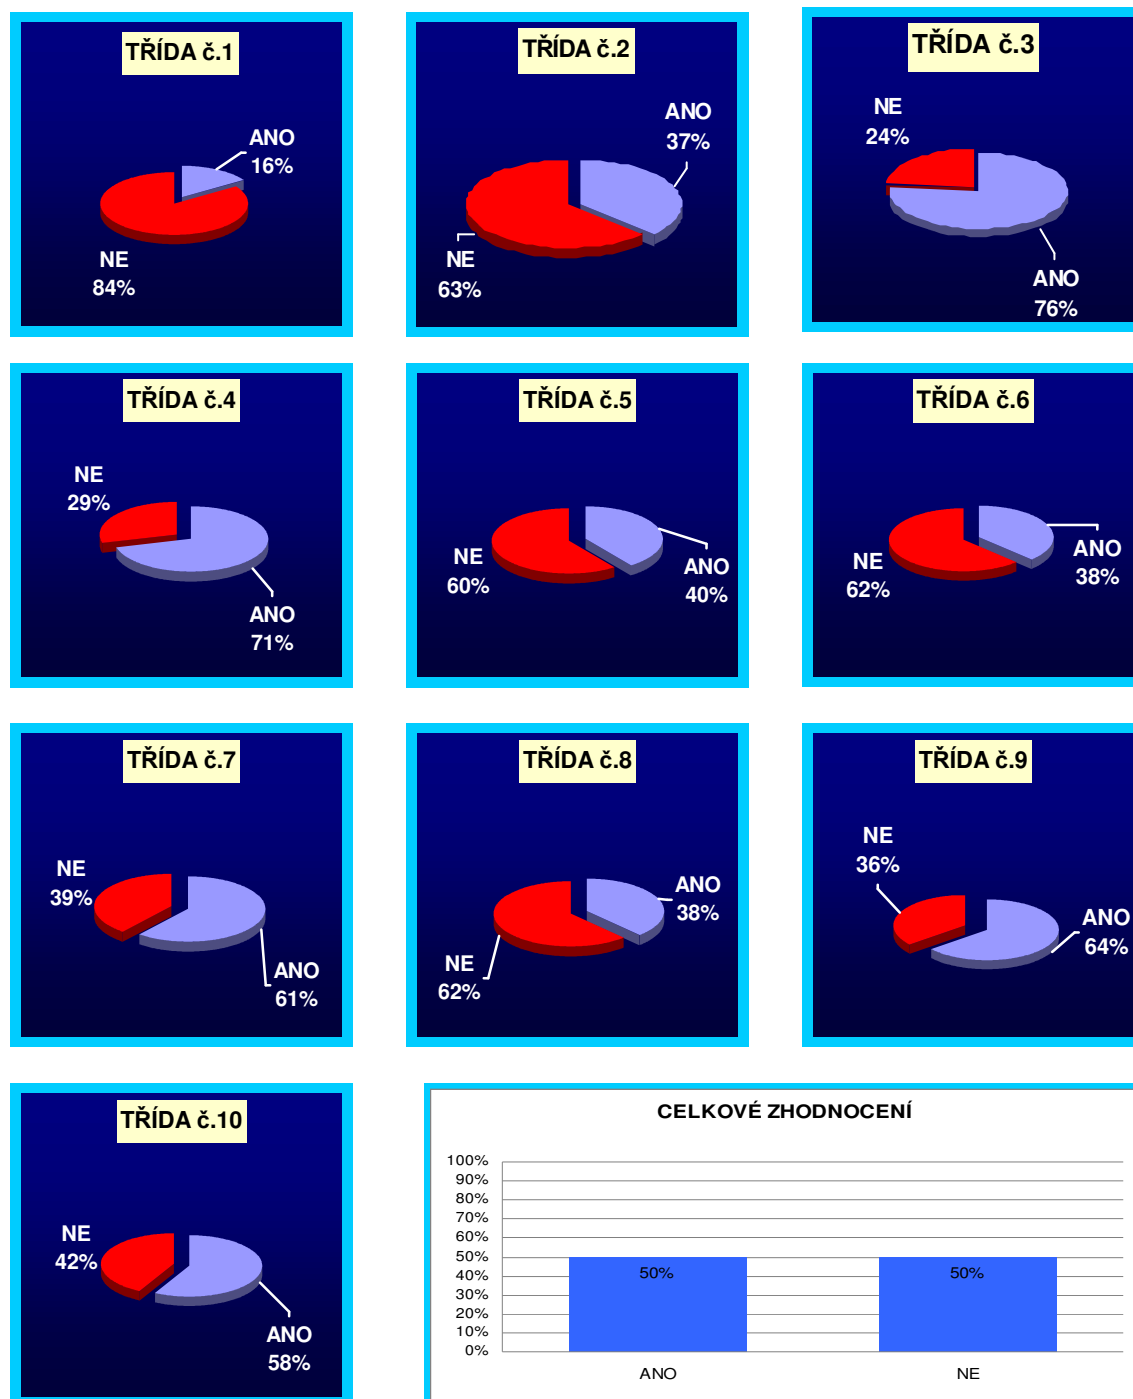 TŘÍDA č.1
ANO
16%
NE
84%
TŘÍDA č.2
ANO
37%
NE
63%
TŘÍDA č.3
NE
24%
ANO
76%
TŘÍDA č.4
NE
29%
ANO
71%
TŘÍDA č.5
NE
60%
ANO
40%
TŘÍDA č.6
NE
62%
ANO
38%
TŘÍDA č.7
NE
39%
ANO
61%
TŘÍDA č.8
ANO
38%
NE
62%
TŘÍDA č.9
NE
36%
ANO
64%
TŘÍDA č.10
NE
42%
ANO
58%
CELKOVÉ ZHODNOCENÍ
100%
90%
80%
70%
60%
50%
40%
30%
20%
10%
0%
50%
50%
ANO
NE